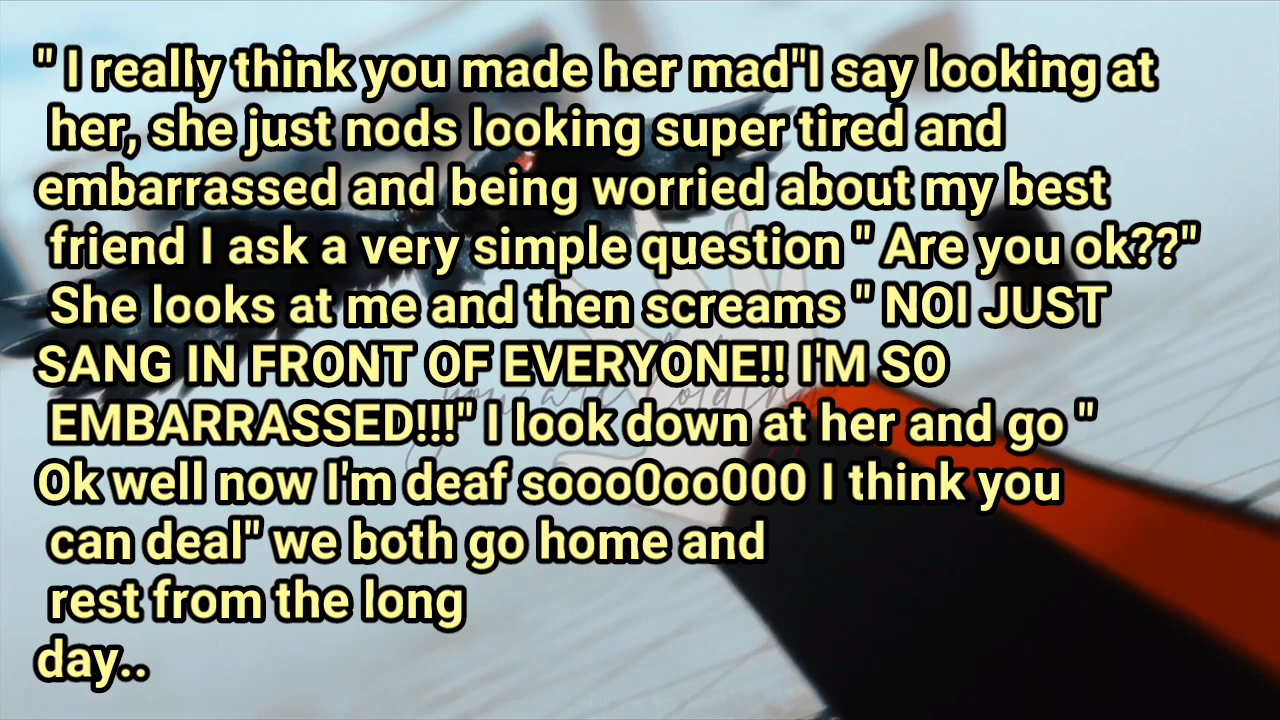 " I really think you made her mad"I say looking at
her, she just nods looking super tired and
embarrassed and being worried about my best
friend I ask a very simple question " Are you ok??"
She looks at me and then screams " NOI JUST
SANG IN FRONT OF EVERYONE!! I'M SO
EMBARRASSED!!!" I look down at her and go "
Ok well now I'm deaf sooo0oo000 I think you
can deal" we both go home and
rest from the long
day..
you are holding